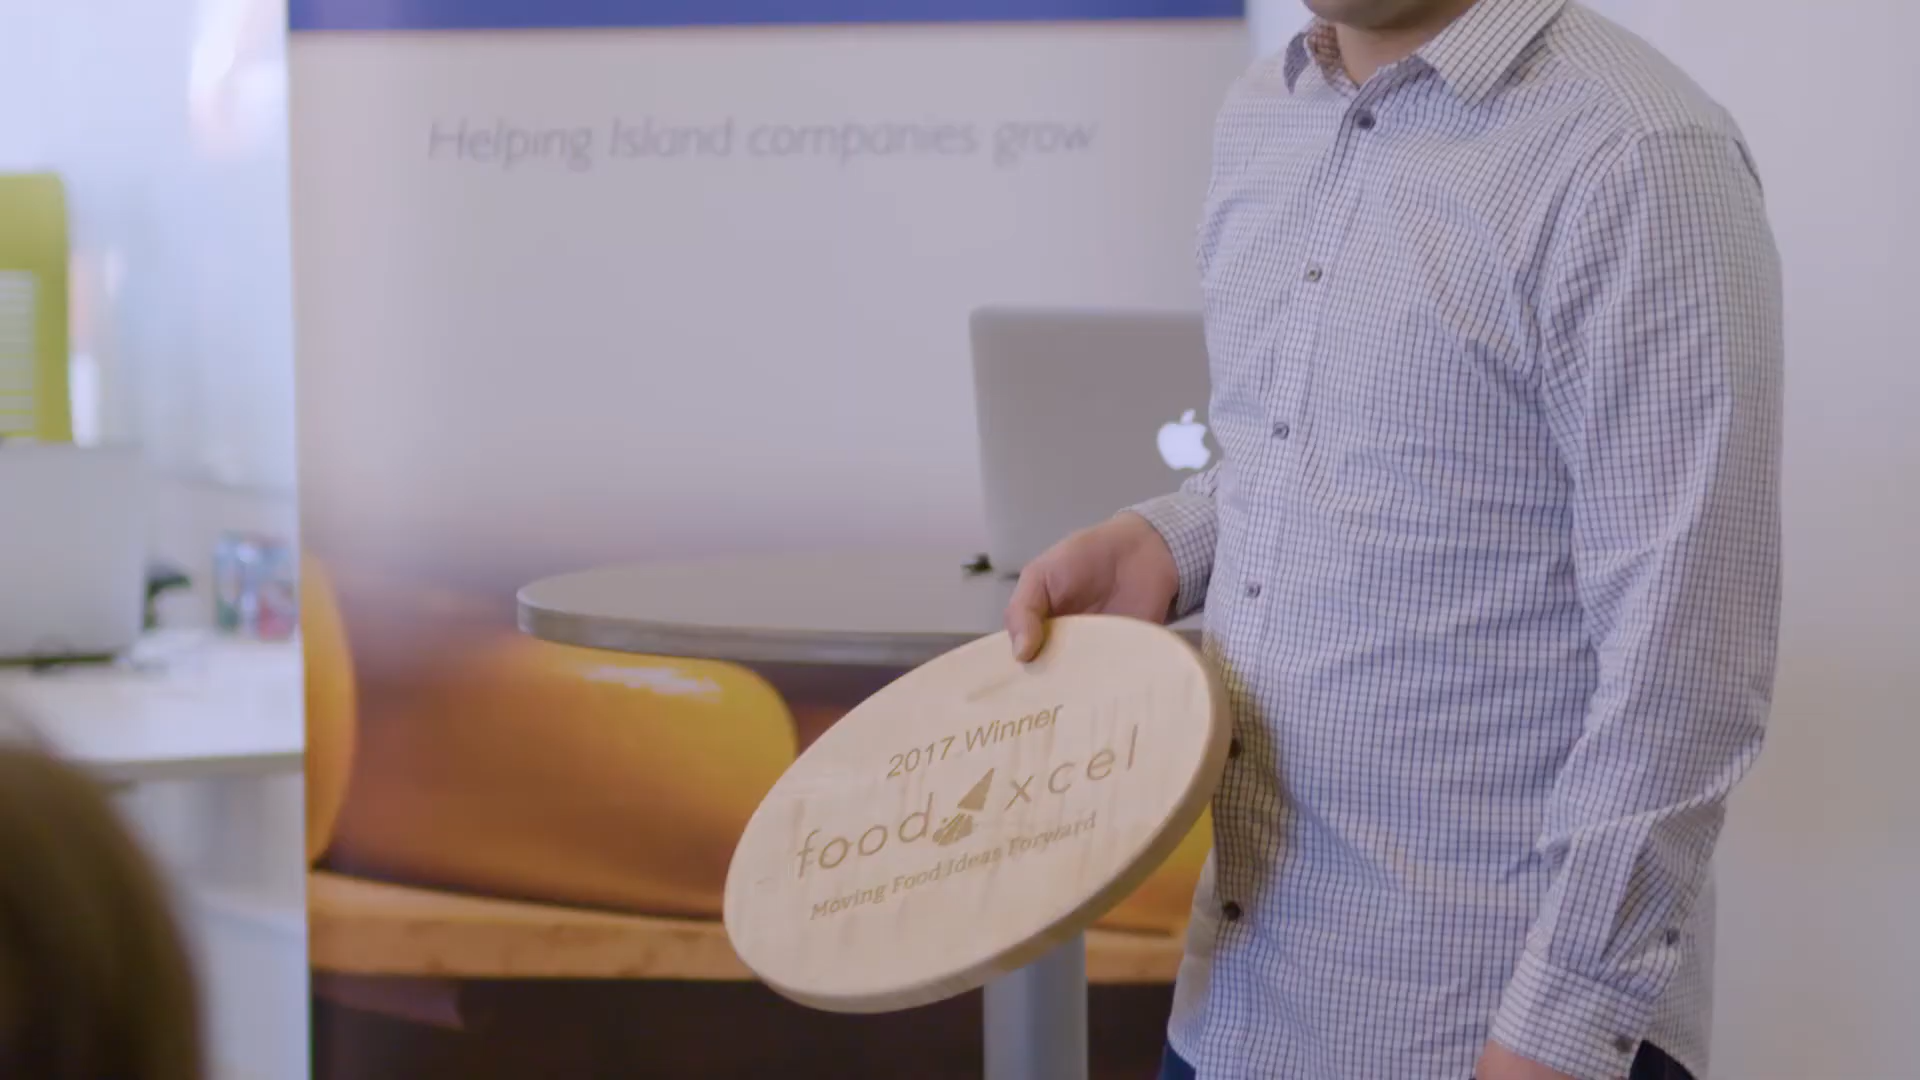 Helping Island companies grow
2017 Winner
food xcel
Moving Food Ideas Forward